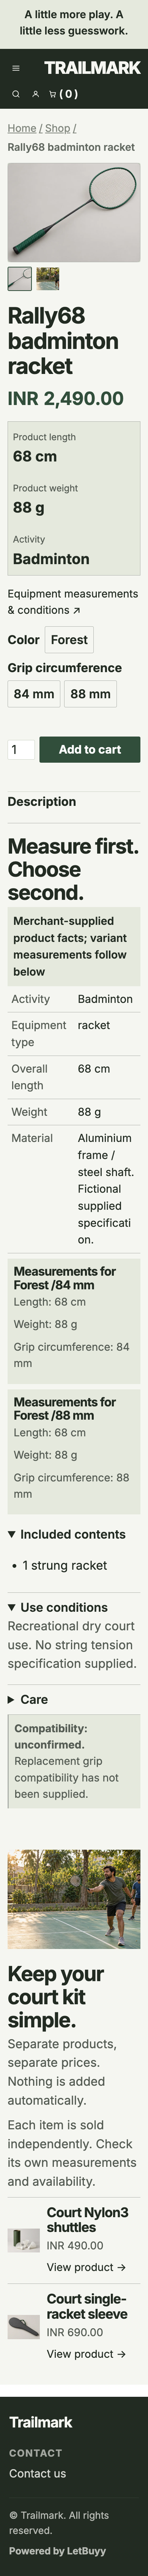 A little more play. A
little less guesswork.
TRAILMARK
( 0 )
Home / Shop /
Rally68 badminton racket
Rally68
badminton
racket
INR 2,490.00
Product length
68 cm
Product weight
88 g
Activity
Badminton
Equipment measurements
& conditions ↗
Color Forest
Grip circumference
84 mm 88 mm
1 Add to cart
Description
Measure first.
Choose
second.
Merchant-supplied
product facts; variant
measurements follow
below
Activity Badminton
Equipment racket
type
Overall 68 cm
length
Weight 88 g
Material Aluminium
frame /
steel shaft.
Fictional
supplied
specificati
on.
Measurements for
Forest /84 mm
Length: 68 cm
Weight: 88 g
Grip circumference: 84
mm
Measurements for
Forest /88 mm
Length: 68 cm
Weight: 88 g
Grip circumference: 88
mm
▼ Included contents
• 1 strung racket
▼ Use conditions
Recreational dry court
use. No string tension
specification supplied.
▶ Care
Compatibility:
unconfirmed.
Replacement grip
compatibility has not
been supplied.
Keep your
court kit
simple.
Separate products,
separate prices.
Nothing is added
automatically.
Each item is sold
independently. Check
its own measurements
and availability.
Court Nylon3
shuttles
INR 490.00
View product →
Court single-
racket sleeve
INR 690.00
View product →
Trailmark
CONTACT
Contact us
© Trailmark. All rights
reserved.
Powered by LetBuyy